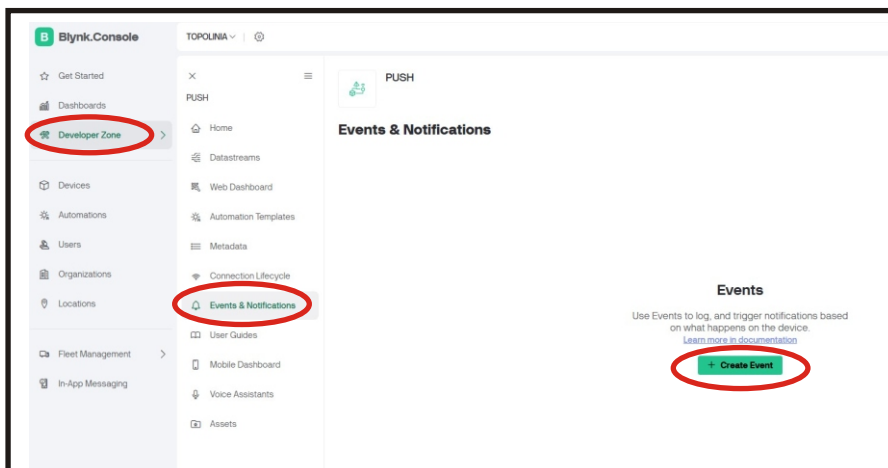 B Blynk.Console
TOPOLINIA
Get Started
Dashboards
Developer Zone
Devices
Automations
Users
Organizations
Locations
Fleet Management
In-App Messaging
PUSH
Home
Datastreams
Web Dashboard
Automation Templates
Metadata
Connection Lifecycle
Events & Notifications
User Guides
Mobile Dashboard
Voice Assistants
Assets
PUSH
Events & Notifications
Events
Use Events to log, and trigger notifications based
on what happens on the device.
Learn more in documentation
+ Create Event